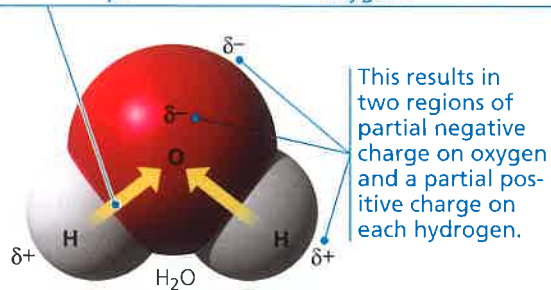 δ−
δ−
O
H
H
δ+
δ+
H₂O
This results in
two regions of
partial negative
charge on oxygen
and a partial pos-
itive charge on
each hydrogen.